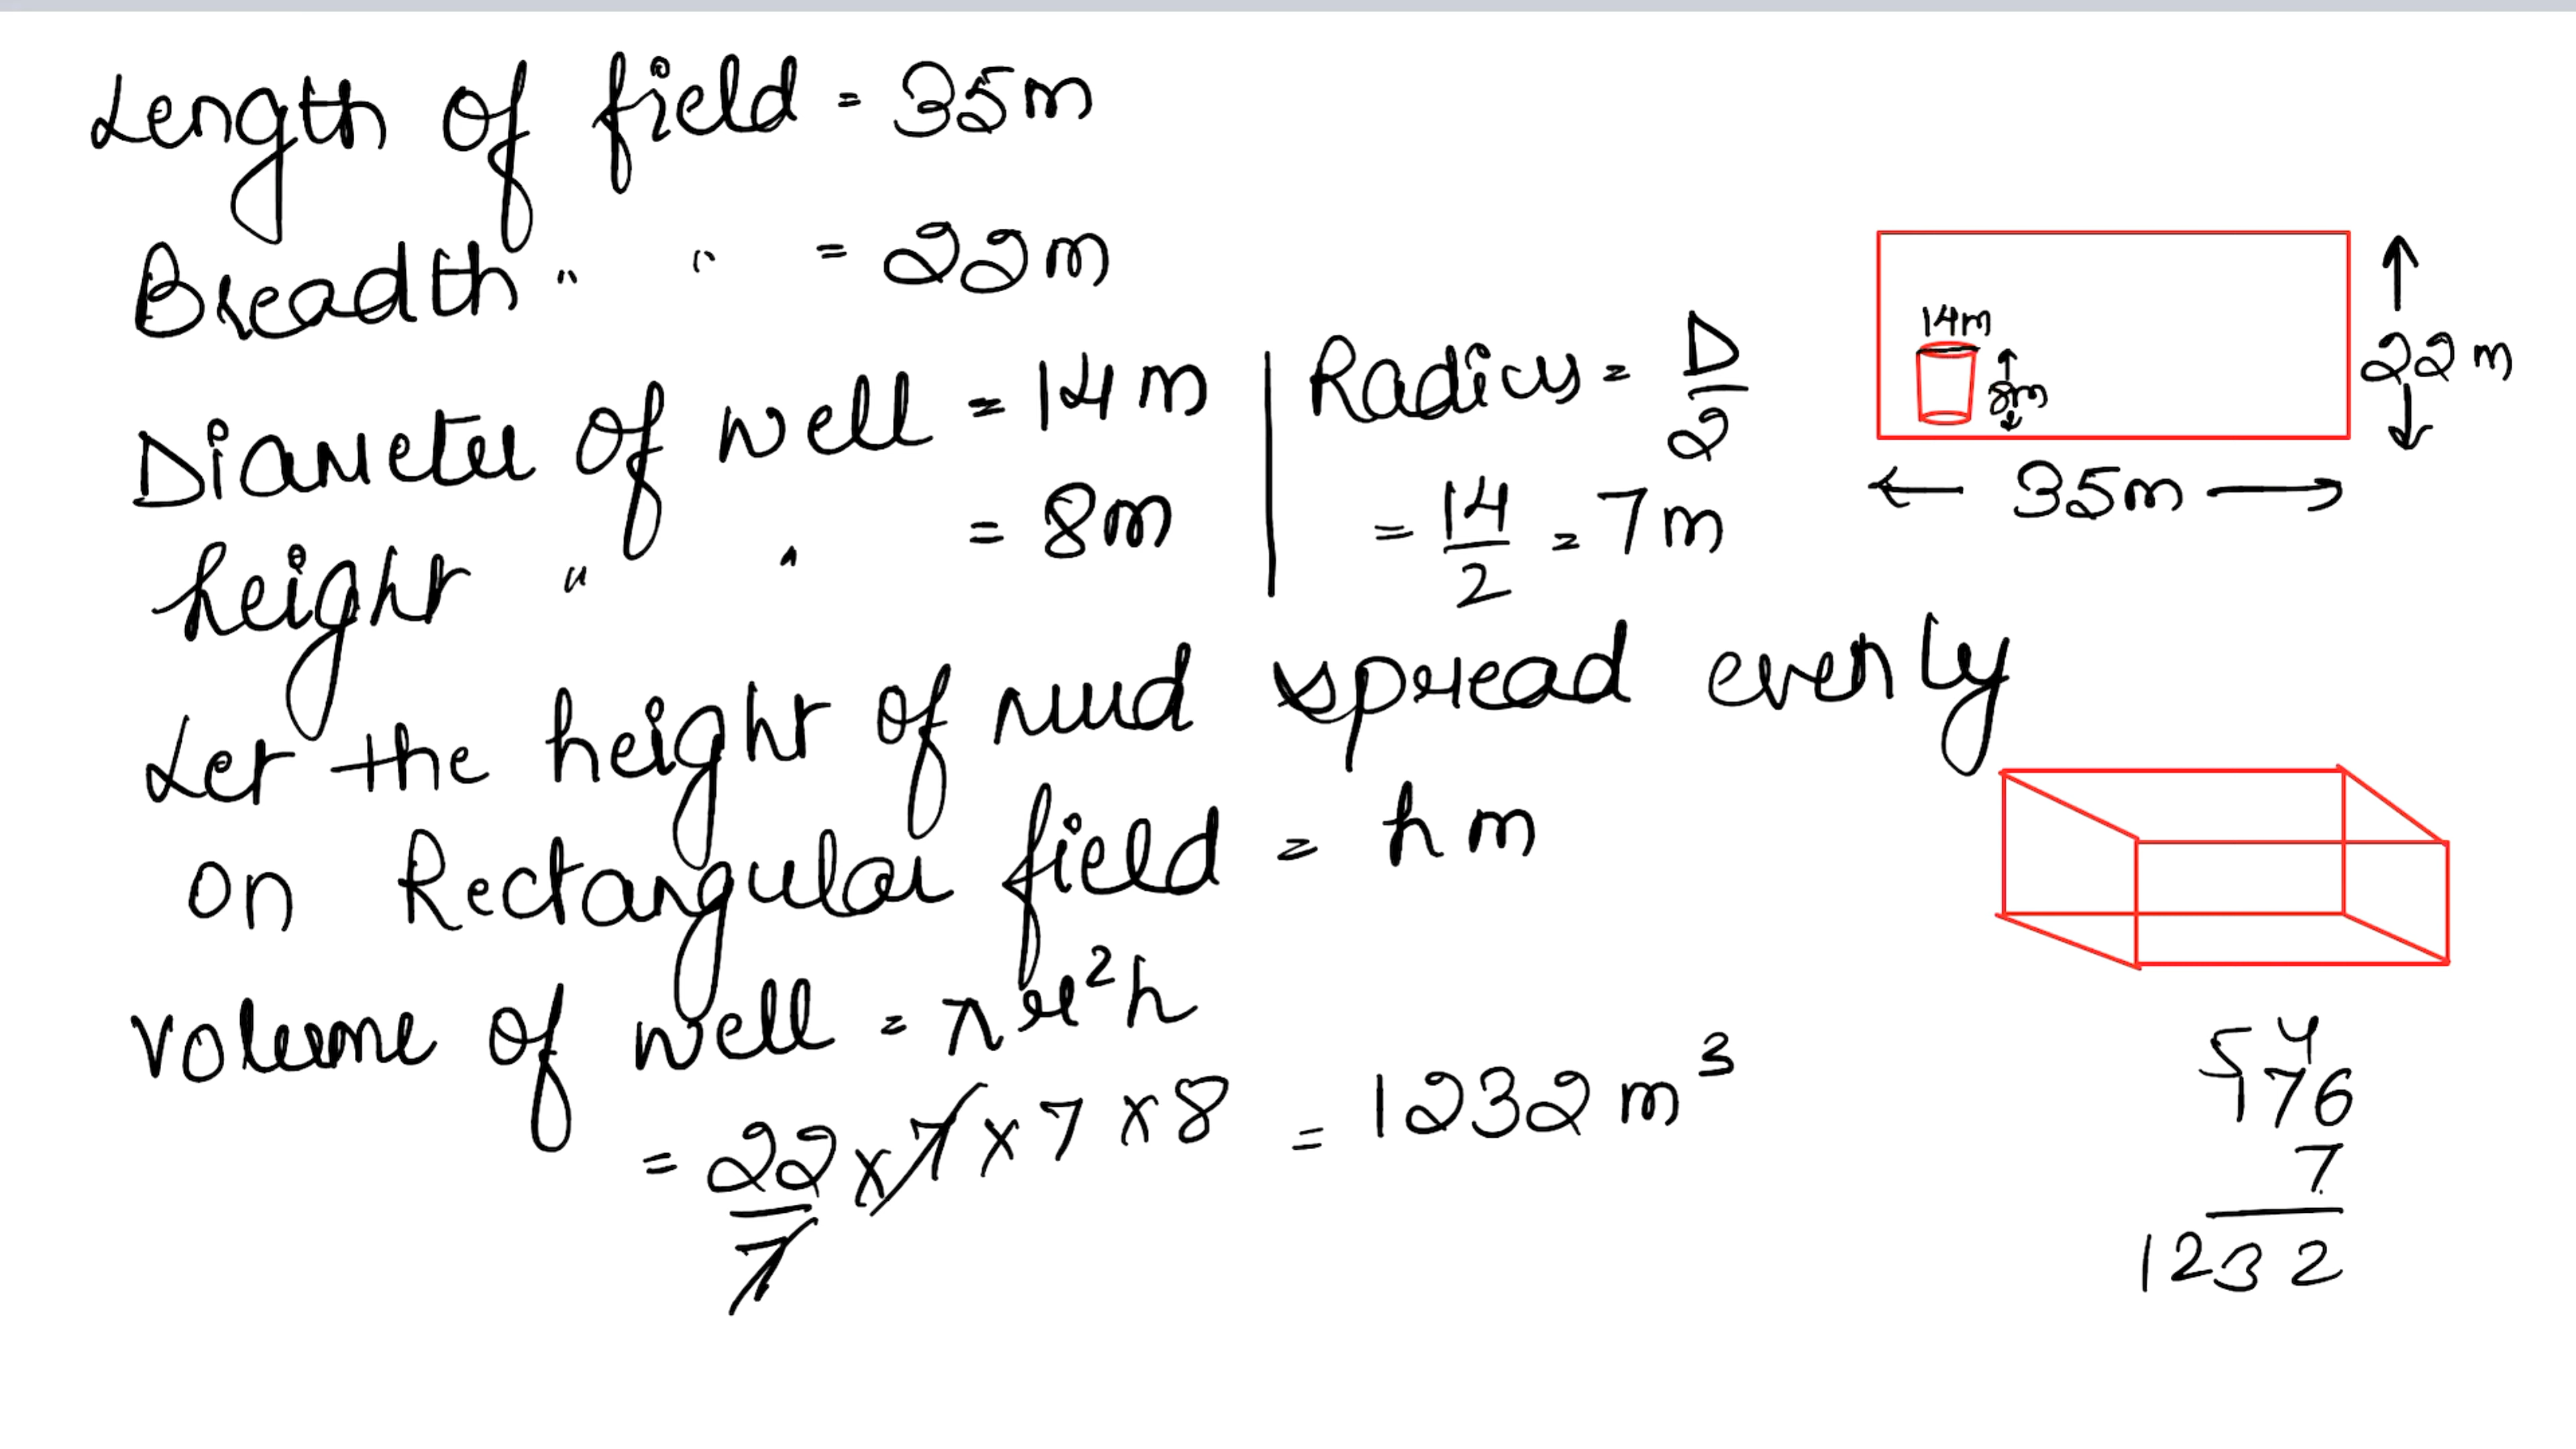 Length of field = 35m
Breadth " " = 22m
Diameter of well = 14m | Radius = D/2
height " " = 8m | = 14/2 = 7m
14m
8m
22m
← 35m →
Let the height of mud spread evenly
on Rectangular field = h m
Volume of well = πr²h
= 22/7 x 7 x 7 x 8 = 1232 m³
5 4
176
7
1232